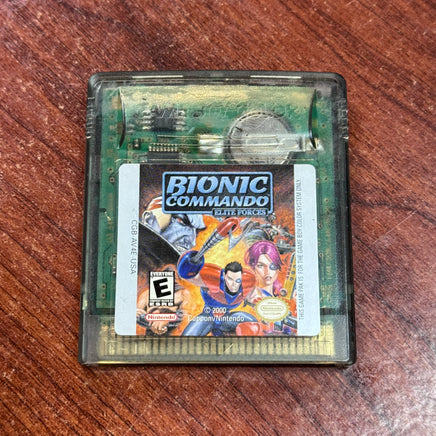 BIONIC
COMMANDO
ELITE FORCES
CGB-AV4E-USA
THIS GAME PAK IS FOR THE GAME BOY COLOR SYSTEM ONLY
EVERYONE
E
ESRB
Nintendo
© 2000
Capcom/Nintendo